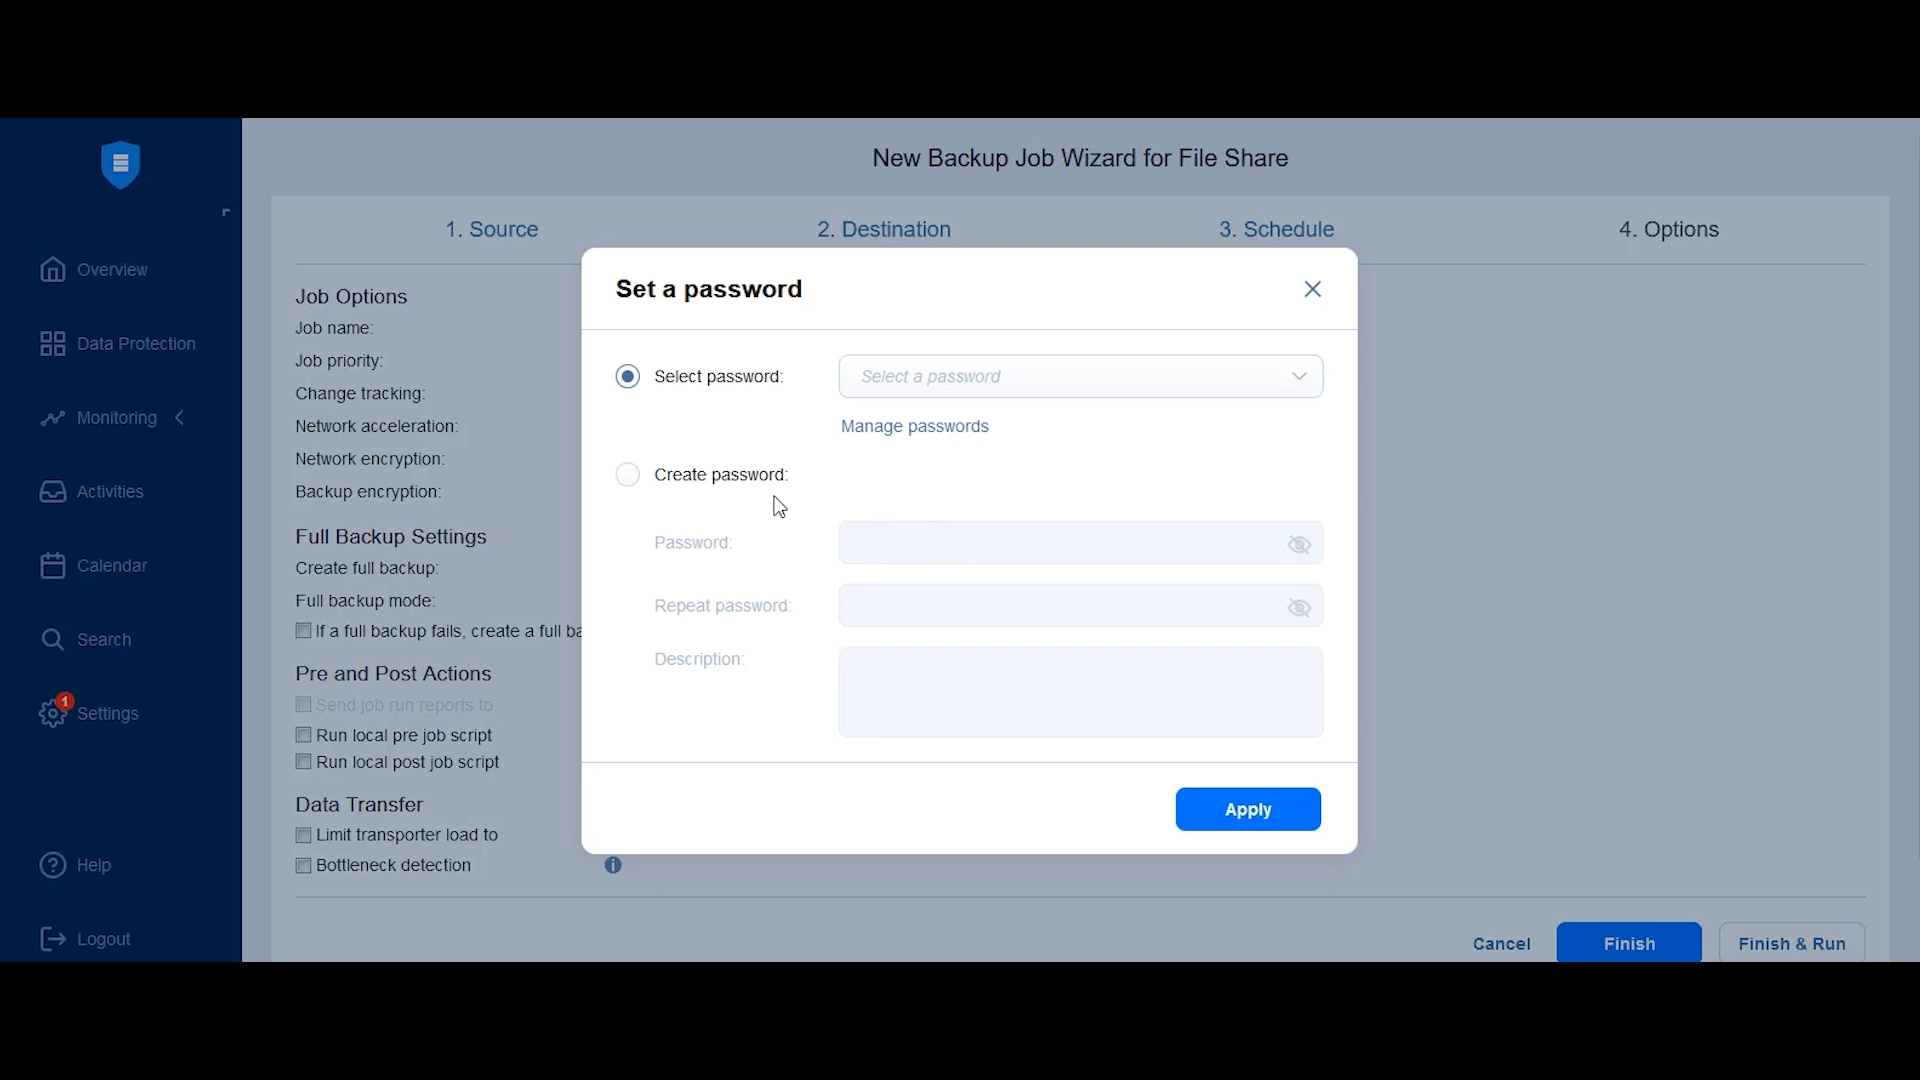 New Backup Job Wizard for File Share
1. Source
2. Destination
3. Schedule
4. Options
Overview
Data Protection
Monitoring
Activities
Calendar
Search
1
Settings
Help
Logout
Job Options
Job name:
Job priority:
Change tracking:
Network acceleration:
Network encryption:
Backup encryption:
Full Backup Settings
Create full backup:
Full backup mode:
If a full backup fails, create a full
Pre and Post Actions
Send job run reports to
Run local pre job script
Run local post job script
Data Transfer
Limit transporter load to
Bottleneck detection
Set a password
Select password:
Select a password
Manage passwords
Create password:
Password:
Repeat password:
Description:
Apply
Cancel
Finish
Finish & Run